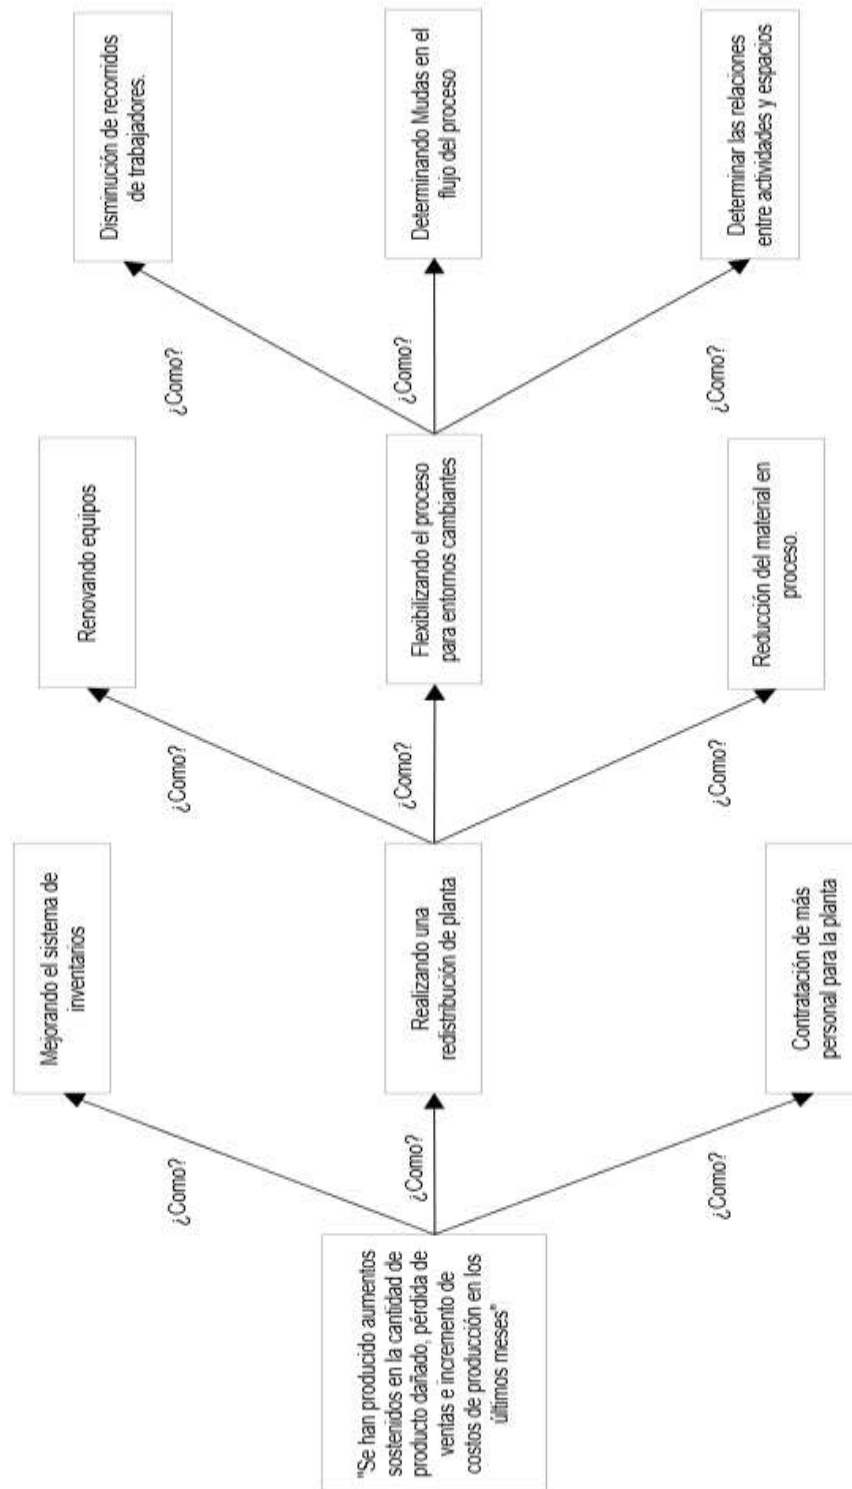 "Se han producido aumentos
sostenidos en la cantidad de
producto dañado, pérdida de
ventas e incremento de
costos de producción en los
últimos meses"
¿Como?
¿Como?
¿Como?
Mejorando el sistema de
inventarios
Realizando una
redistribución de planta
Contratación de más
personal para la planta
¿Como?
¿Como?
¿Como?
Renovando equipos
Flexibilizando el proceso
para entornos cambiantes
Reducción del material en
proceso.
¿Como?
¿Como?
¿Como?
Disminución de recorridos
de trabajadores.
Determinando Mudas en el
flujo del proceso
Determinar las relaciones
entre actividades y espacios